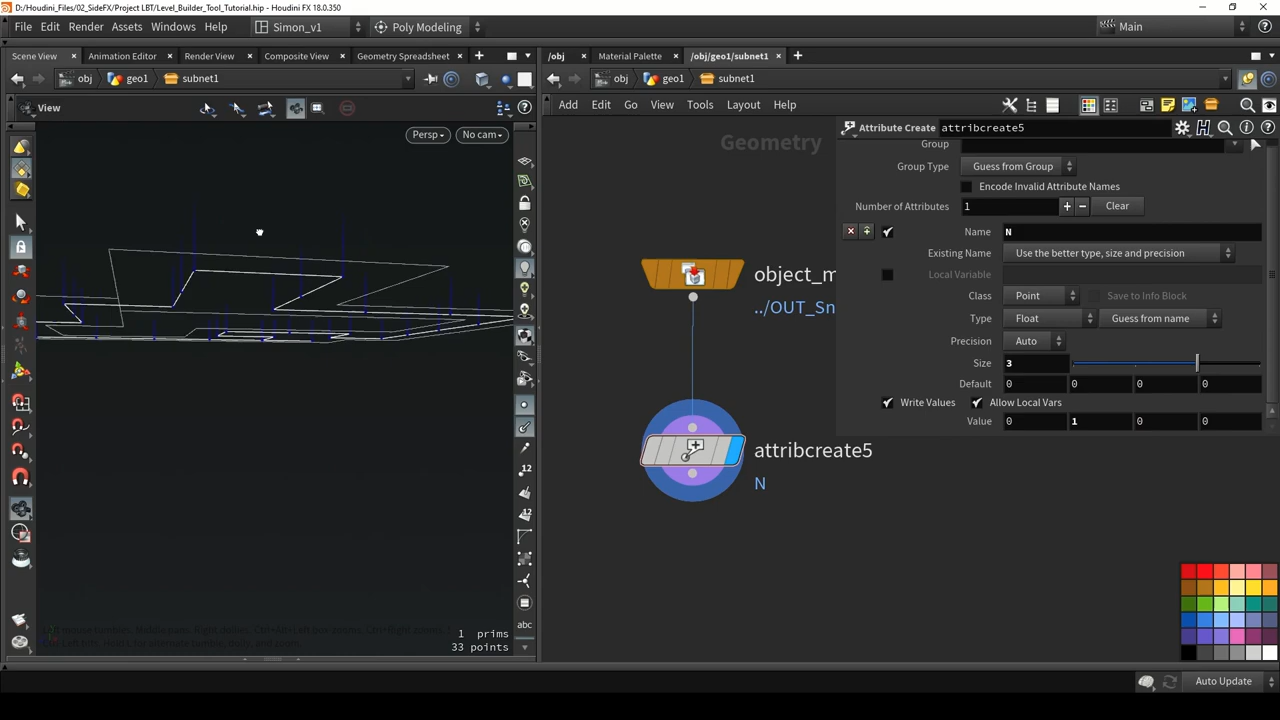 D:/Houdini_Files/02_SideFX/Project LBT/Level_Builder_Tool_Tutorial.hip - Houdini FX 18.0.350
File Edit Render Assets Windows Help Simon_v1 Poly Modeling Main
Scene View Animation Editor Render View Composite View Geometry Spreadsheet /obj Material Palette /obj/geo1/subnet1
obj geo1 subnet1 obj geo1 subnet1
View Add Edit Go View Tools Layout Help
Persp No cam Geometry Attribute Create attribcreate5
Group
Group Type Guess from Group
Encode Invalid Attribute Names
Number of Attributes 1 Clear
Name N
Existing Name Use the better type, size and precision
Local Variable
Class Point Save to Info Block
Type Float Guess from name
Precision Auto
Size 3
Default 0 0 0 0
Write Values Allow Local Vars
Value 0 1 0 0
object_m
../OUT_Sn
attribcreate5
N
12
12
abc
1 prims
33 points
Auto Update